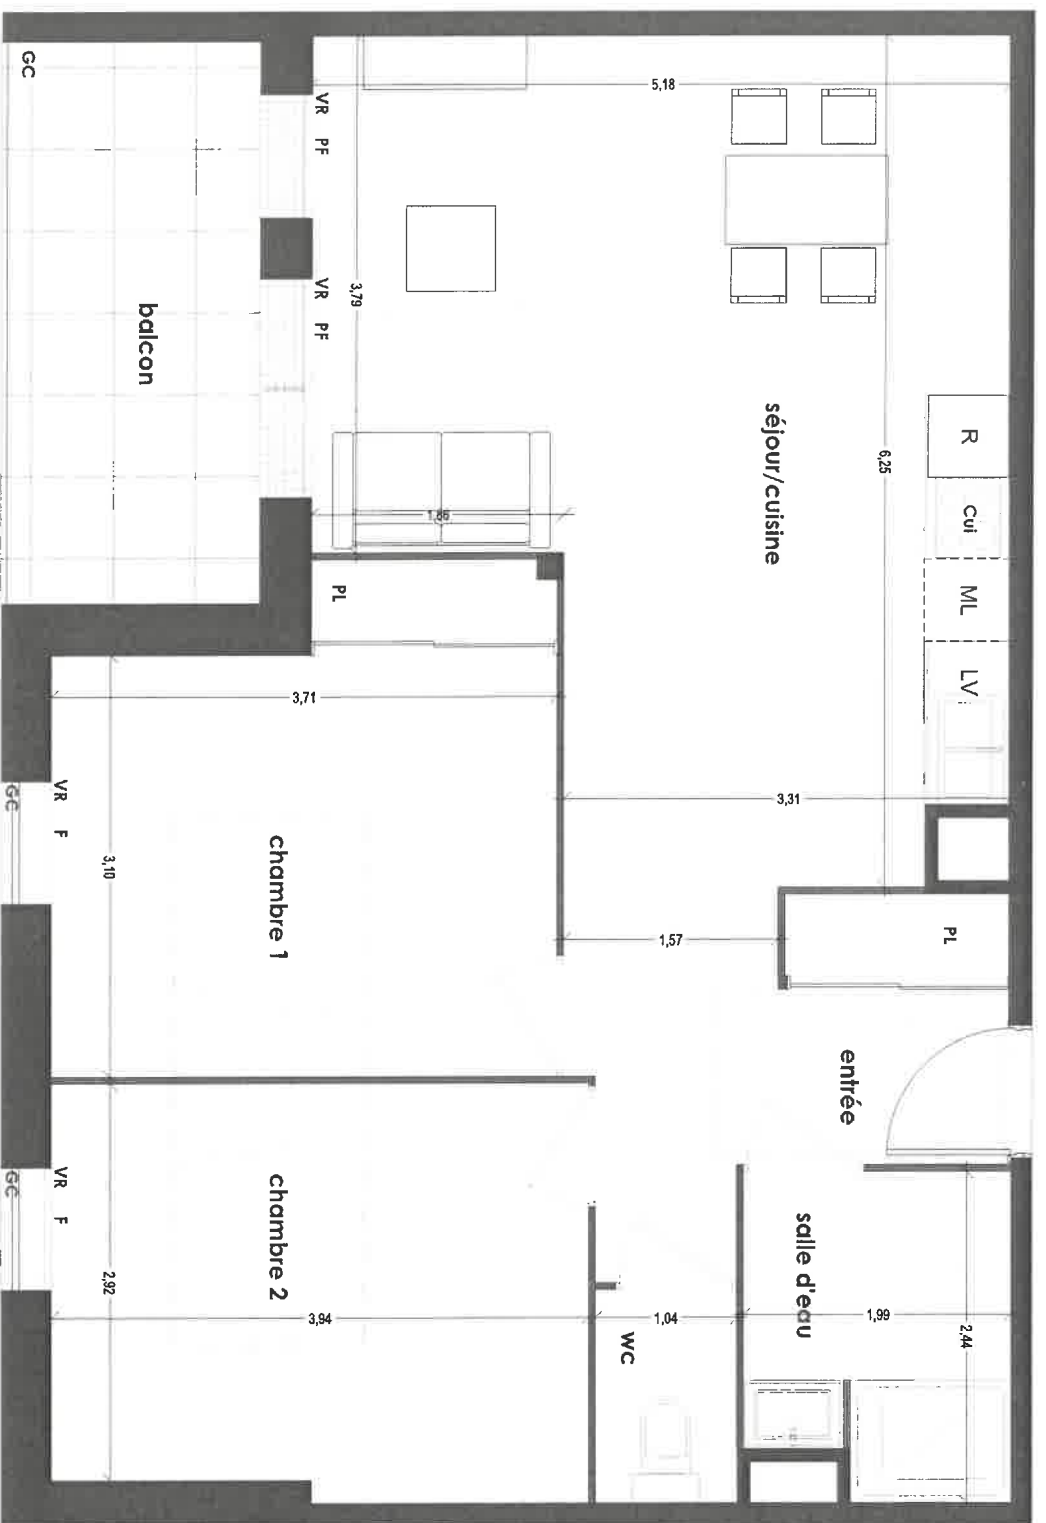 GC
VR PF
VR PF
3,79
5,18
balcon
séjour/cuisine
6,25
R
Cui
ML
LV
1,66
PL
3,71
3,31
PL
1,57
VR F
GC
3,10
chambre 1
entrée
VR F
GC
2,92
chambre 2
3,94
1,04
WC
salle d'eau
1,99
2,44